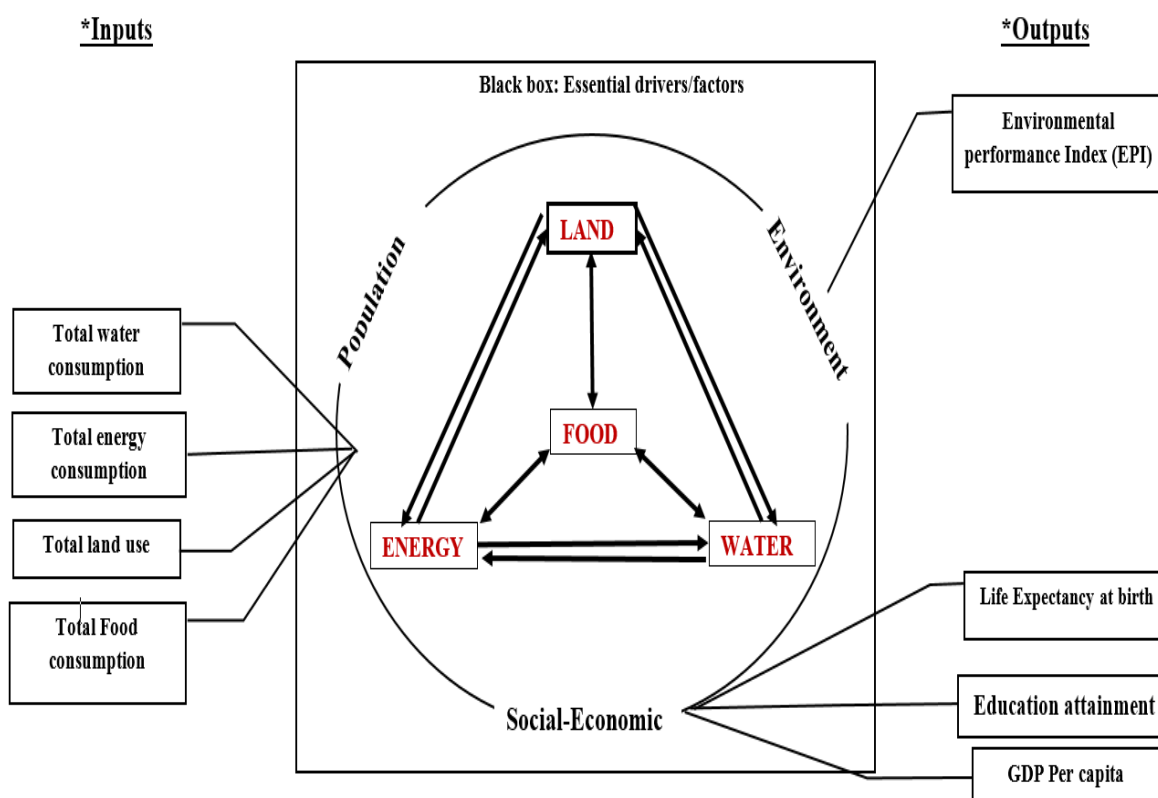 *Inputs
*Outputs
Black box: Essential drivers/factors
Environmental
performance Index (EPI)
LAND
Population
Environment
Total water
consumption
FOOD
Total energy
consumption
Total land use
ENERGY
WATER
Total Food
consumption
Life Expectancy at birth
Social-Economic
Education attainment
GDP Per capita